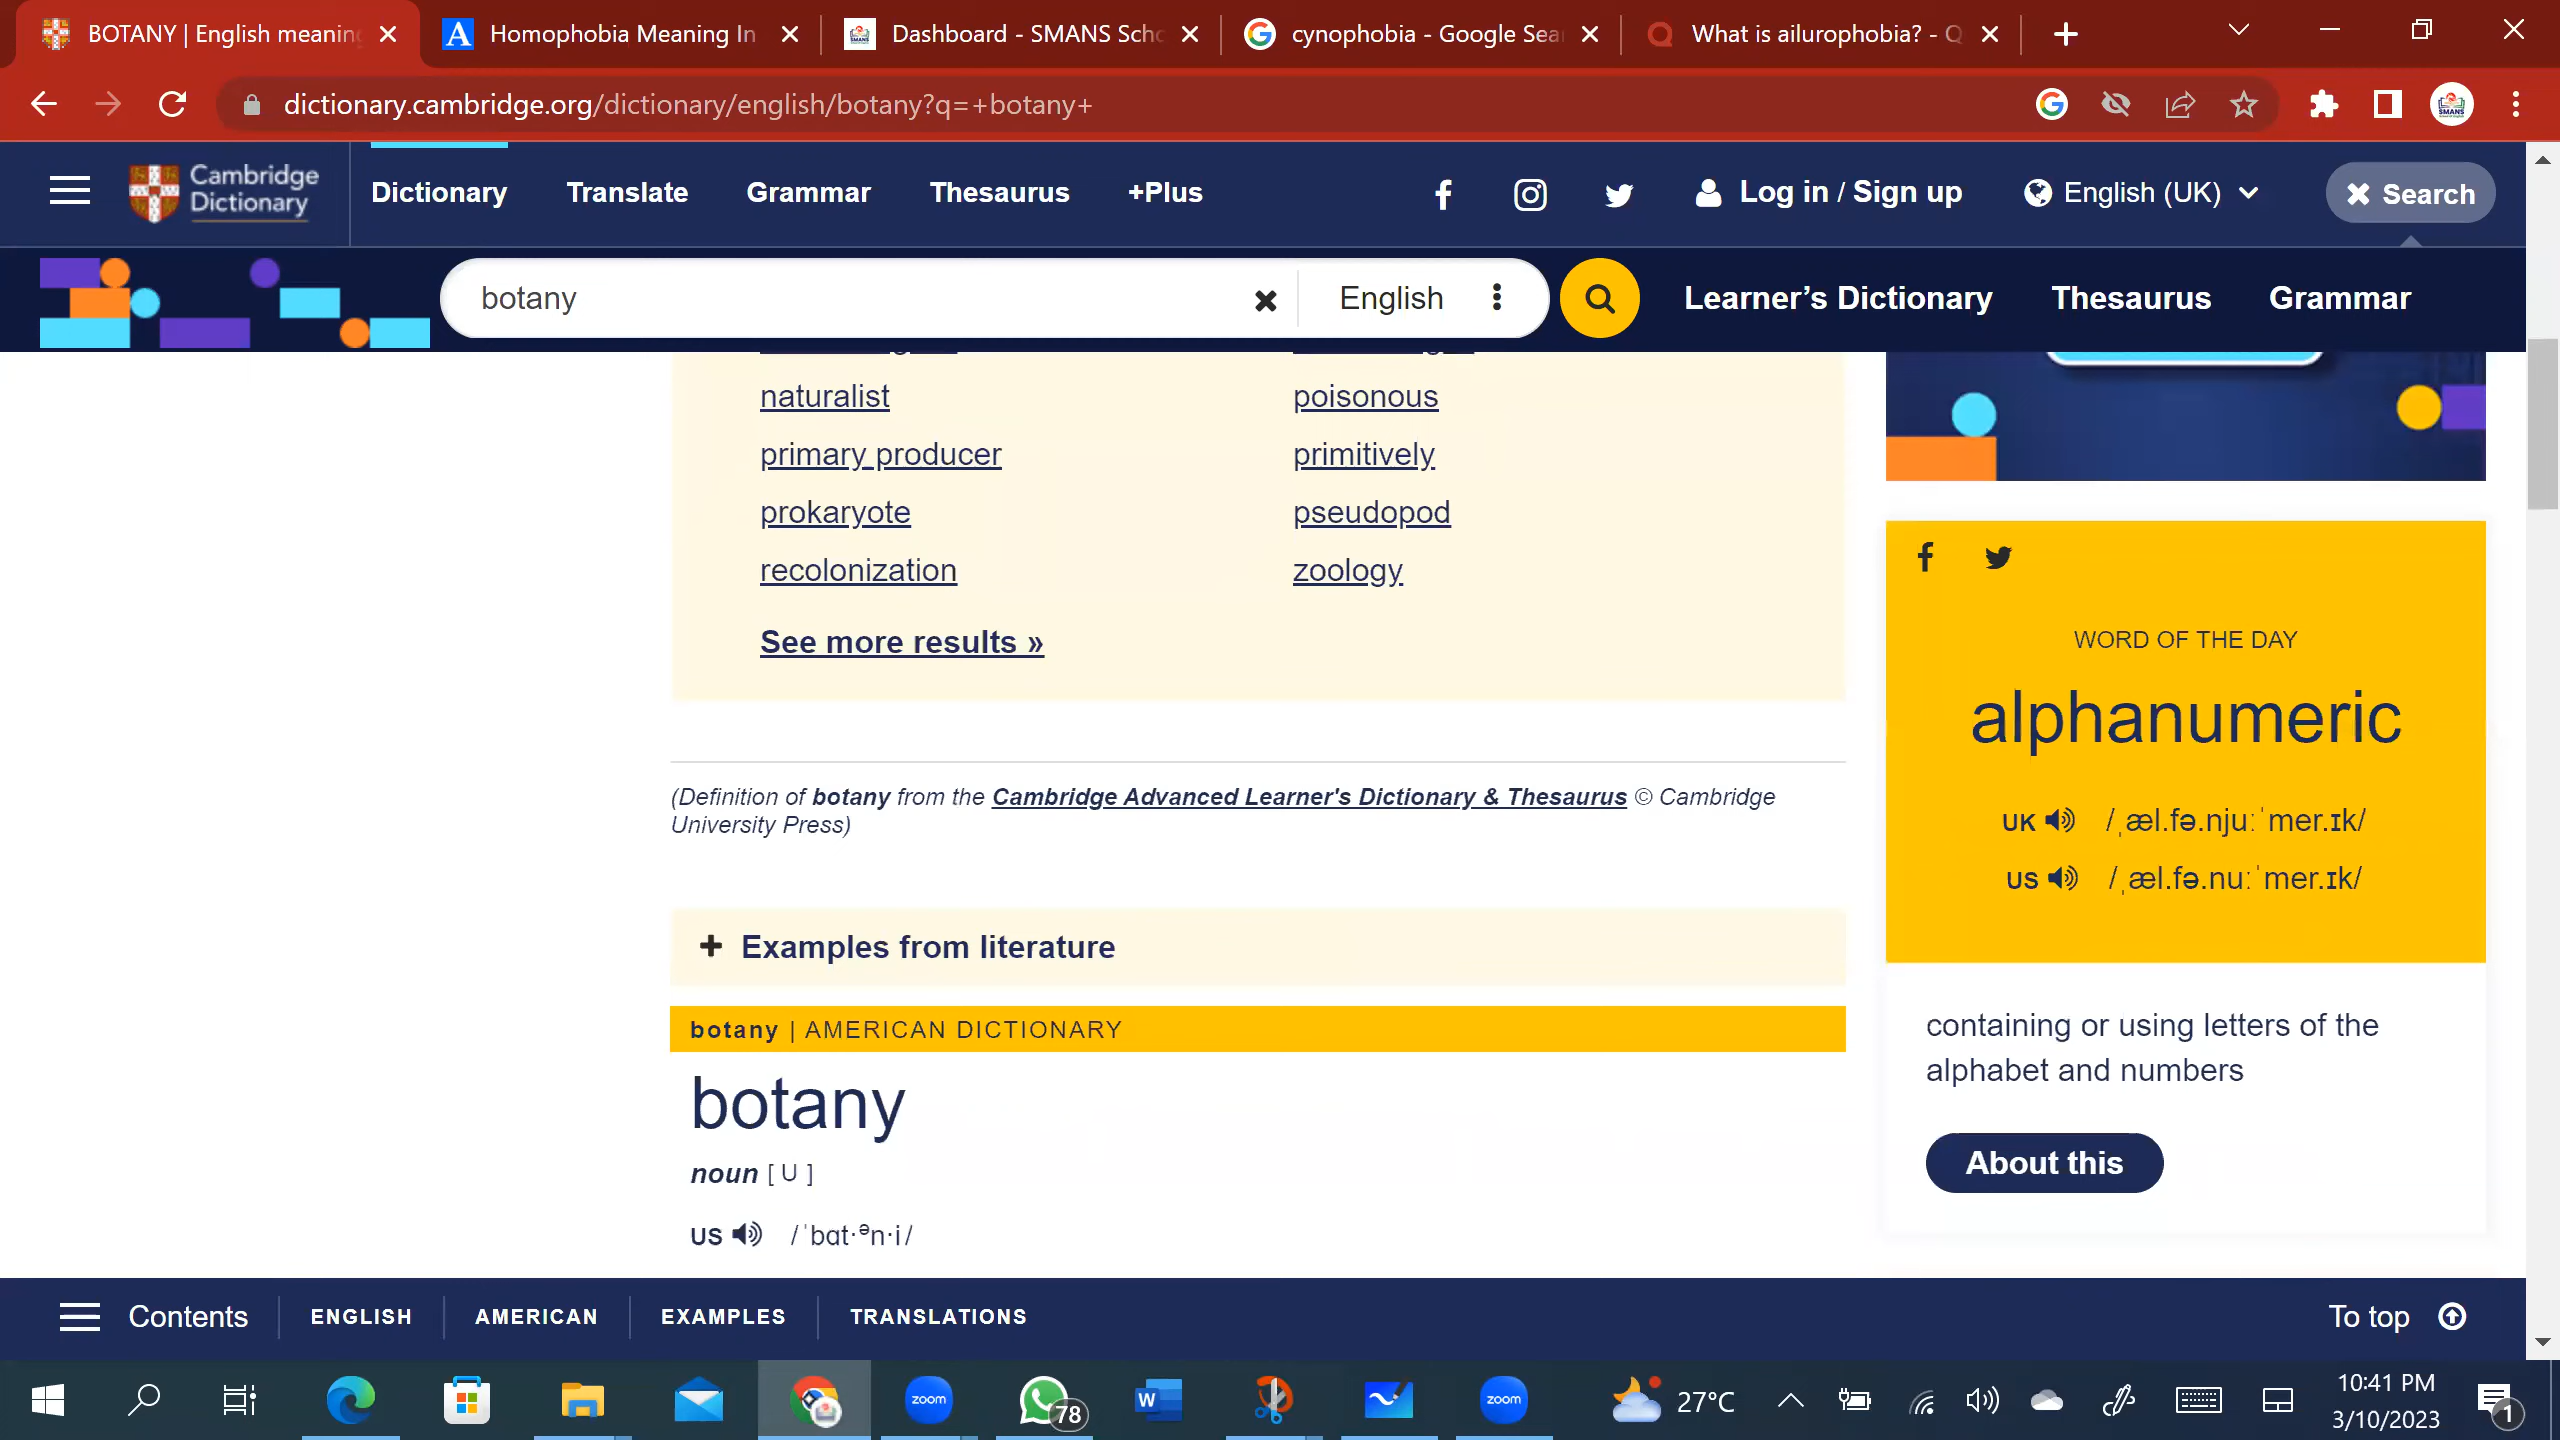 BOTANY | English meaning
Homophobia Meaning In
Dashboard - SMANS Scho
cynophobia - Google Sea
What is ailurophobia? - Q
dictionary.cambridge.org/dictionary/english/botany?q=+botany+
Cambridge
Dictionary
Dictionary
Translate
Grammar
Thesaurus
+Plus
Log in / Sign up
English (UK)
Search
botany
English
Learner's Dictionary
Thesaurus
Grammar
naturalist
poisonous
primary producer
primitively
prokaryote
pseudopod
recolonization
zoology
See more results »
(Definition of botany from the Cambridge Advanced Learner's Dictionary & Thesaurus © Cambridge
University Press)
+ Examples from literature
botany | AMERICAN DICTIONARY
botany
noun [ U ]
US /ˈbɑt·ᵊn·i/
WORD OF THE DAY
alphanumeric
UK /ˌæl.fə.njuːˈmer.ɪk/
US /ˌæl.fə.nuːˈmer.ɪk/
containing or using letters of the
alphabet and numbers
About this
Contents
ENGLISH
AMERICAN
EXAMPLES
TRANSLATIONS
To top
zoom
78
W
zoom
27°C
10:41 PM
3/10/2023
1